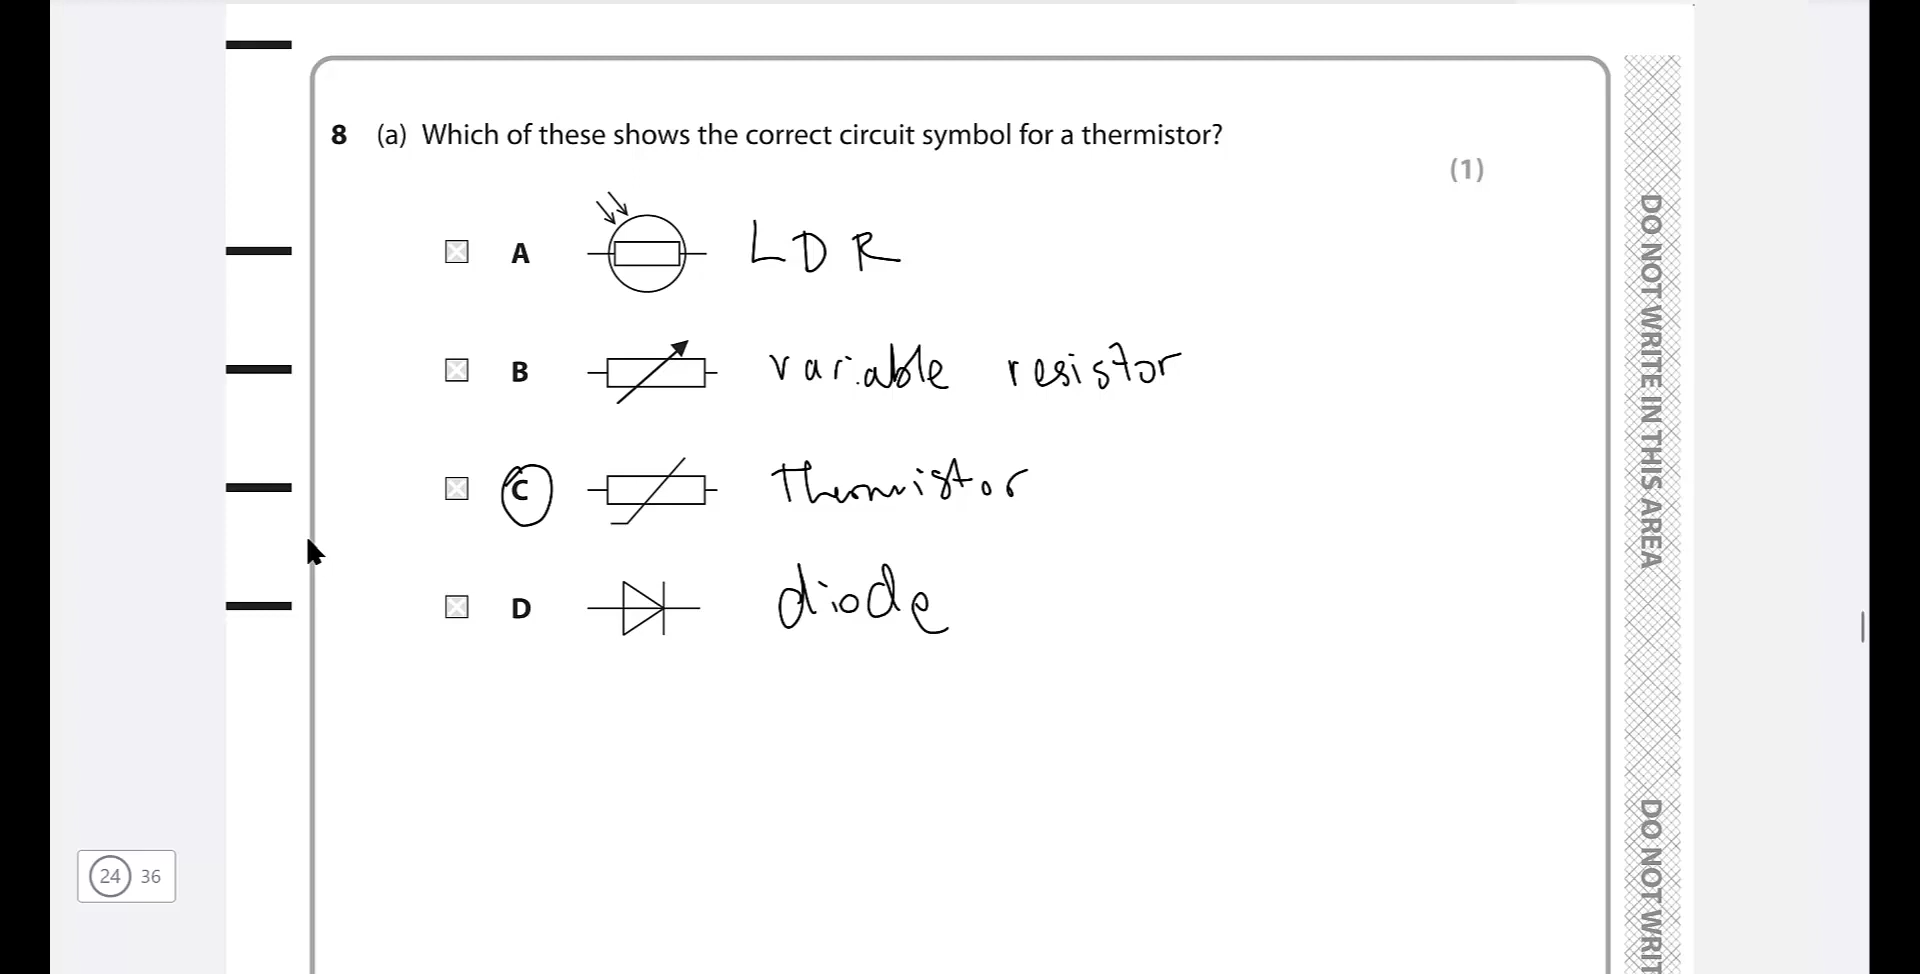 8 (a) Which of these shows the correct circuit symbol for a thermistor?
(1)
A LDR
B variable resistor
C thermistor
D diode
DO NOT WRITE IN THIS AREA
DO NOT WRIT
24 36